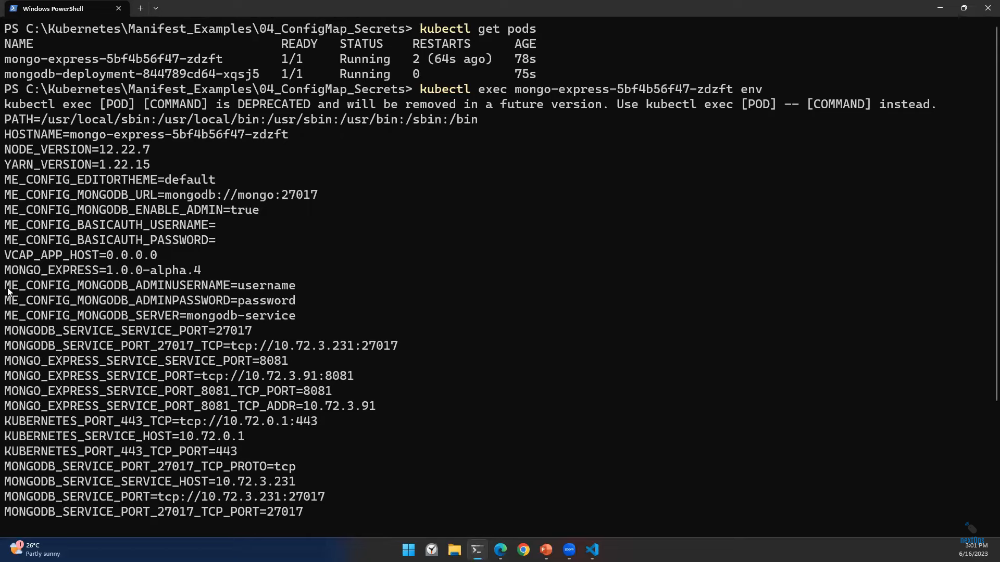 Windows PowerShell
PS C:\Kubernetes\Manifest_Examples\04_ConfigMap_Secrets> kubectl get pods
NAME READY STATUS RESTARTS AGE
mongo-express-5bf4b56f47-zdzft 1/1 Running 2 (64s ago) 78s
mongodb-deployment-844789cd64-xqsj5 1/1 Running 0 75s
PS C:\Kubernetes\Manifest_Examples\04_ConfigMap_Secrets> kubectl exec mongo-express-5bf4b56f47-zdzft env
kubectl exec [POD] [COMMAND] is DEPRECATED and will be removed in a future version. Use kubectl exec [POD] -- [COMMAND] instead.
PATH=/usr/local/sbin:/usr/local/bin:/usr/sbin:/usr/bin:/sbin:/bin
HOSTNAME=mongo-express-5bf4b56f47-zdzft
NODE_VERSION=12.22.7
YARN_VERSION=1.22.15
ME_CONFIG_EDITORTHEME=default
ME_CONFIG_MONGODB_URL=mongodb://mongo:27017
ME_CONFIG_MONGODB_ENABLE_ADMIN=true
ME_CONFIG_BASICAUTH_USERNAME=
ME_CONFIG_BASICAUTH_PASSWORD=
VCAP_APP_HOST=0.0.0.0
MONGO_EXPRESS=1.0.0-alpha.4
ME_CONFIG_MONGODB_ADMINUSERNAME=username
ME_CONFIG_MONGODB_ADMINPASSWORD=password
ME_CONFIG_MONGODB_SERVER=mongodb-service
MONGODB_SERVICE_SERVICE_PORT=27017
MONGODB_SERVICE_PORT_27017_TCP=tcp://10.72.3.231:27017
MONGO_EXPRESS_SERVICE_SERVICE_PORT=8081
MONGO_EXPRESS_SERVICE_PORT=tcp://10.72.3.91:8081
MONGO_EXPRESS_SERVICE_PORT_8081_TCP_PORT=8081
MONGO_EXPRESS_SERVICE_PORT_8081_TCP_ADDR=10.72.3.91
KUBERNETES_PORT_443_TCP=tcp://10.72.0.1:443
KUBERNETES_SERVICE_HOST=10.72.0.1
KUBERNETES_PORT_443_TCP_PORT=443
MONGODB_SERVICE_PORT_27017_TCP_PROTO=tcp
MONGODB_SERVICE_SERVICE_HOST=10.72.3.231
MONGODB_SERVICE_PORT=tcp://10.72.3.231:27017
MONGODB_SERVICE_PORT_27017_TCP_PORT=27017
nextOps
1
26°C
Partly sunny
P
zoom
3:01 PM
6/16/2023